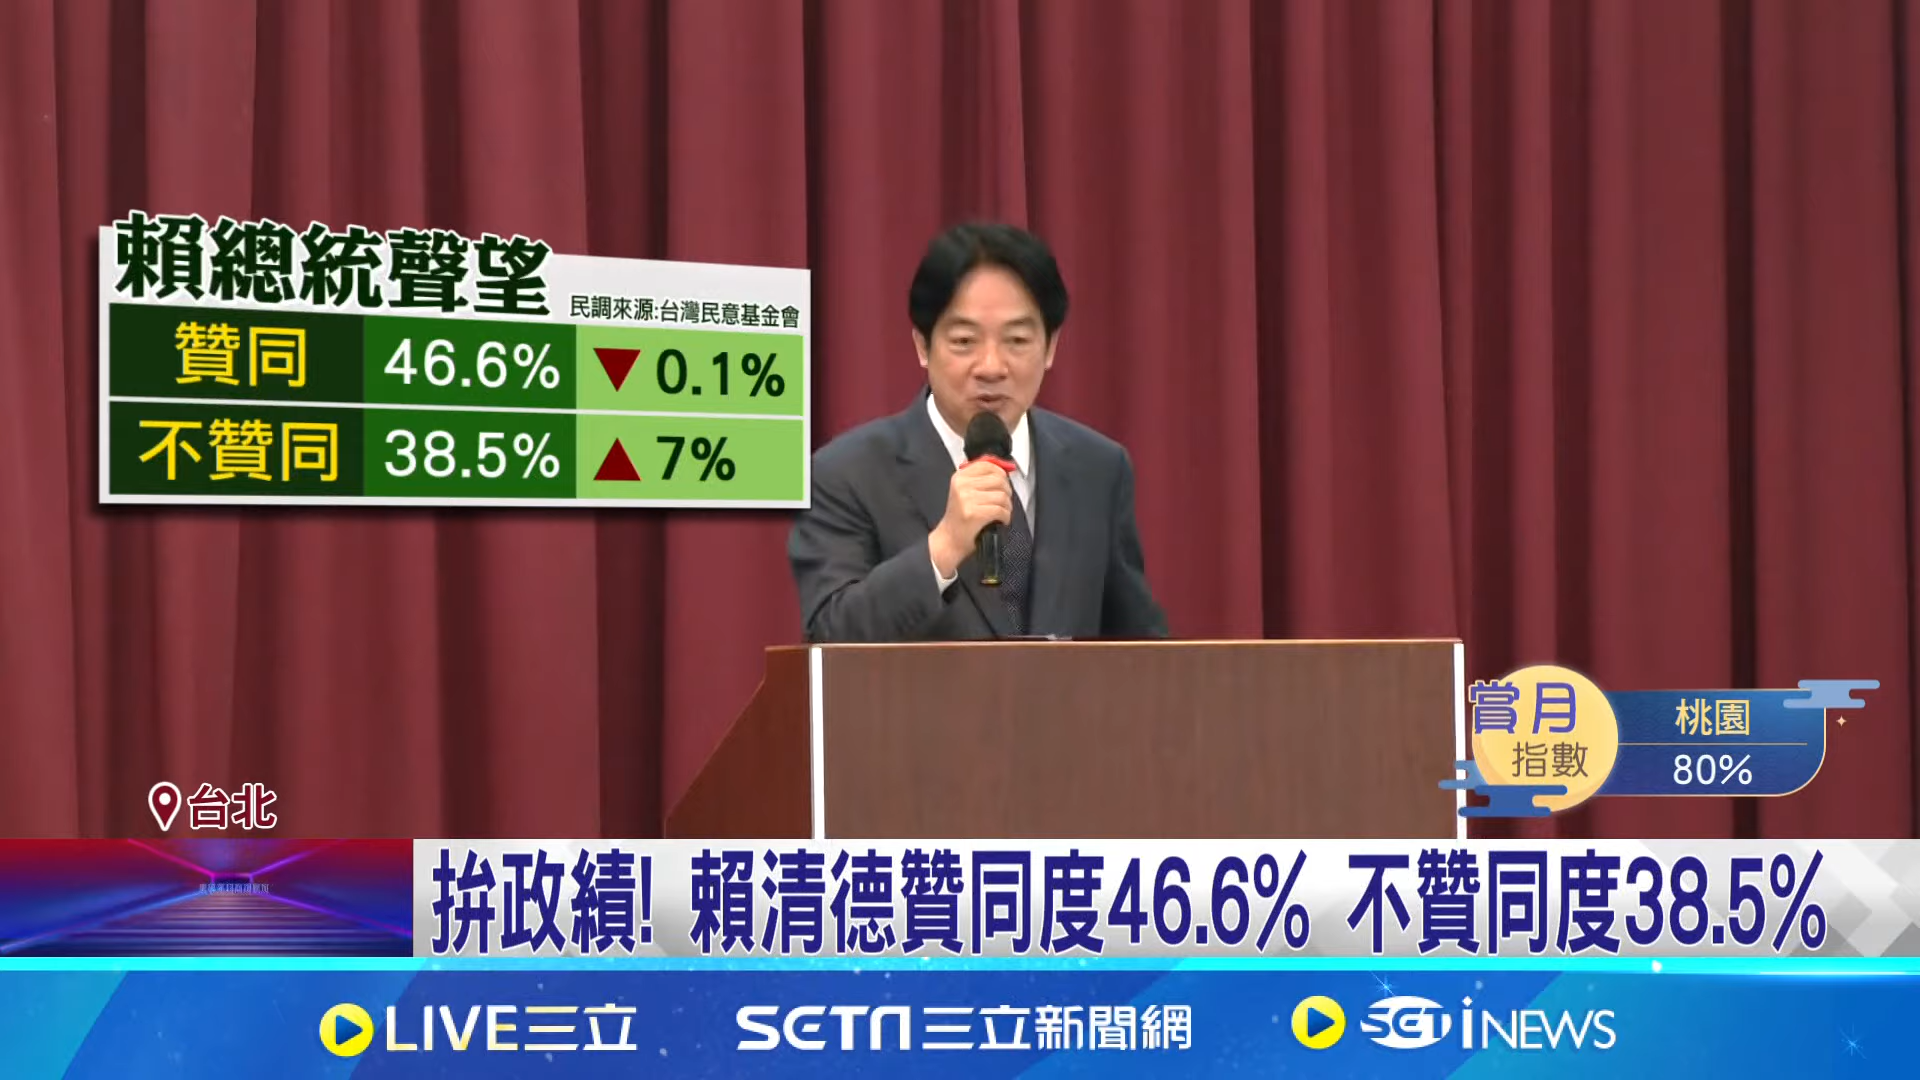 賴總統聲望
民調來源:台灣民意基金會
贊同 46.6% ▼0.1%
不贊同 38.5% ▲7%
賞月
指數
桃園
80%
台北
拚政績! 賴清德贊同度46.6% 不贊同度38.5%
LIVE三立 SETN三立新聞網 SET iNEWS